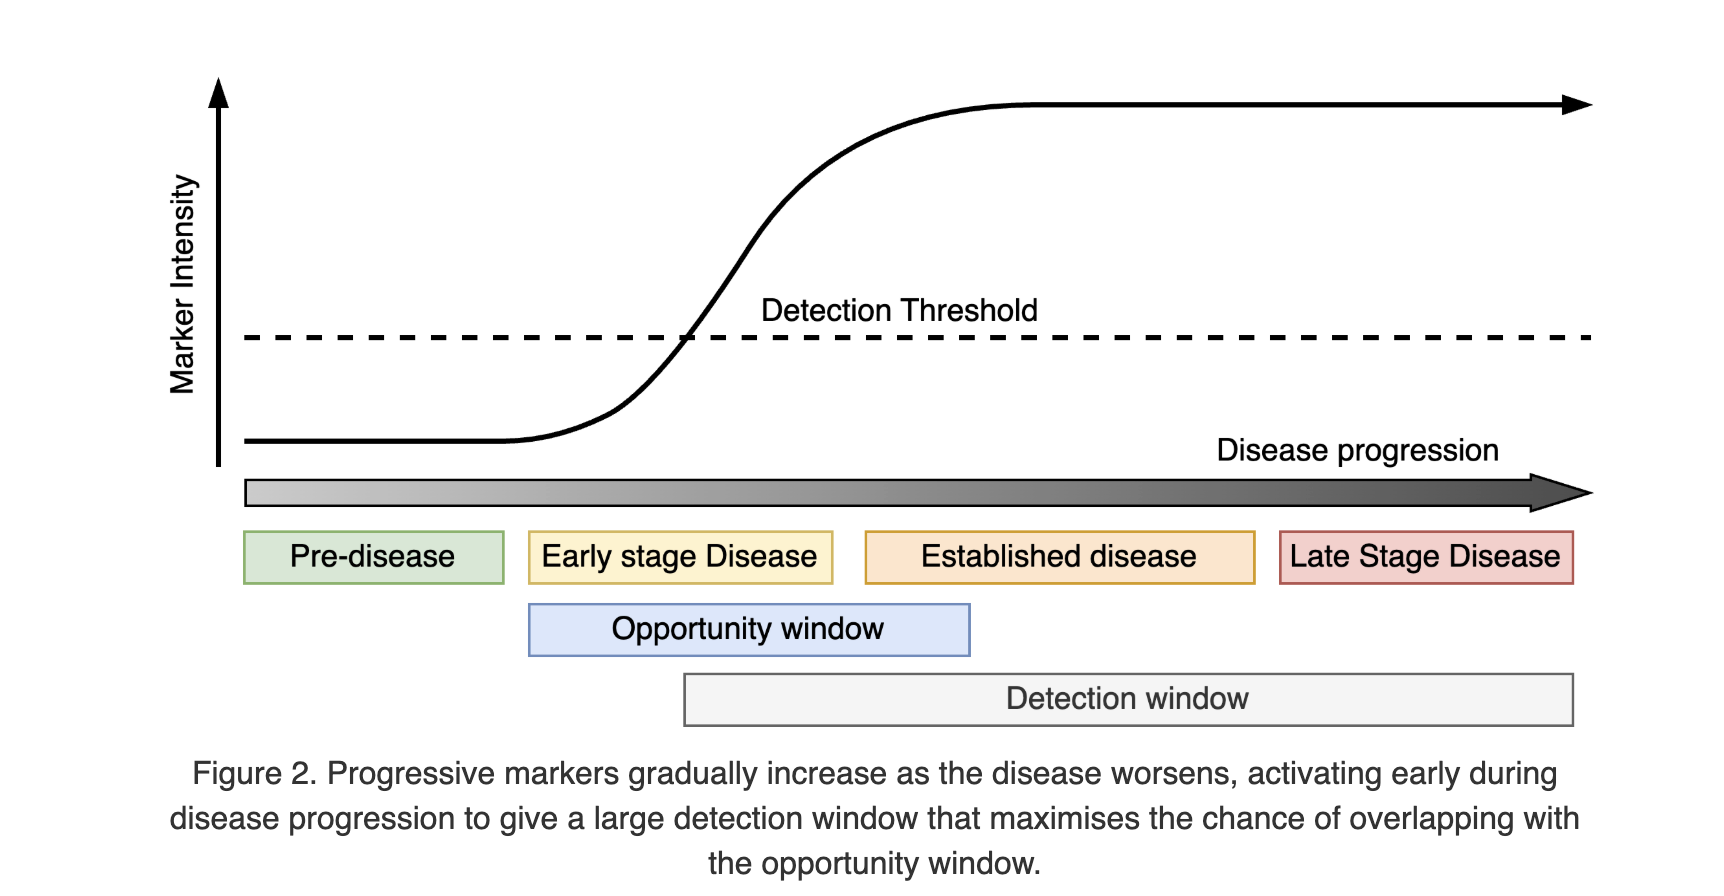 Marker Intensity
Detection Threshold
Disease progression
Pre-disease
Early stage Disease
Established disease
Late Stage Disease
Opportunity window
Detection window
Figure 2. Progressive markers gradually increase as the disease worsens, activating early during
disease progression to give a large detection window that maximises the chance of overlapping with
the opportunity window.